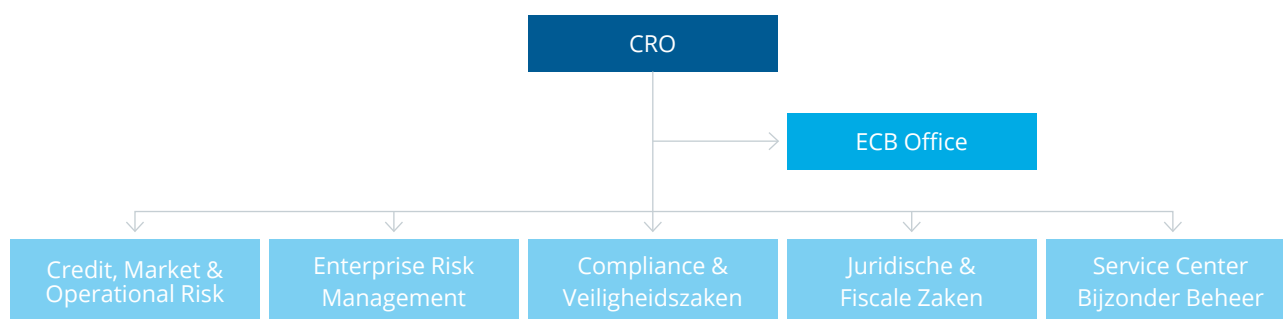 CRO
ECB Office
Credit, Market &
Operational Risk
Enterprise Risk
Management
Compliance &
Veiligheidszaken
Juridische &
Fiscale Zaken
Service Center
Bijzonder Beheer